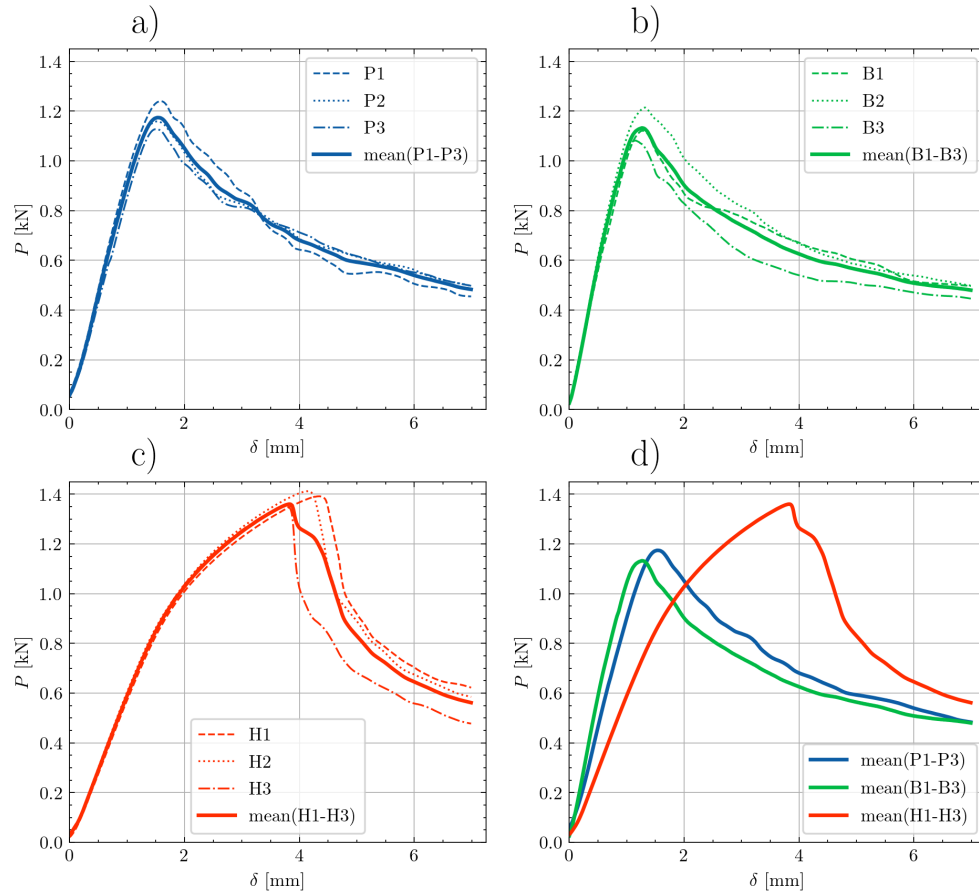 a)
1.4
1.2
1.0
0.8
0.6
0.4
0.2
0.0
P [kN]
P1
P2
P3
mean(P1-P3)
0 2 4 6
δ [mm]
b)
1.4
1.2
1.0
0.8
0.6
0.4
0.2
0.0
P [kN]
B1
B2
B3
mean(B1-B3)
0 2 4 6
δ [mm]
c)
1.4
1.2
1.0
0.8
0.6
0.4
0.2
0.0
P [kN]
H1
H2
H3
mean(H1-H3)
0 2 4 6
δ [mm]
d)
1.4
1.2
1.0
0.8
0.6
0.4
0.2
0.0
P [kN]
mean(P1-P3)
mean(B1-B3)
mean(H1-H3)
0 2 4 6
δ [mm]